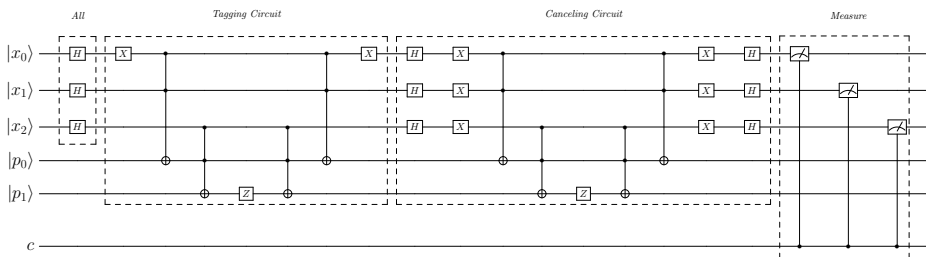 All Tagging Circuit Canceling Circuit Measure
|x₀⟩ H X X H X X H
|x₁⟩ H H X X H
|x₂⟩ H H X X H
|p₀⟩
|p₁⟩ Z Z
c